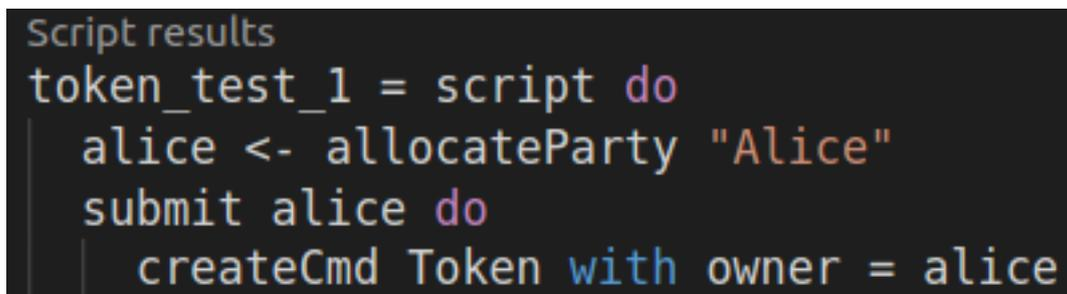 Script results
token_test_1 = script do
alice <- allocateParty "Alice"
submit alice do
createCmd Token with owner = alice